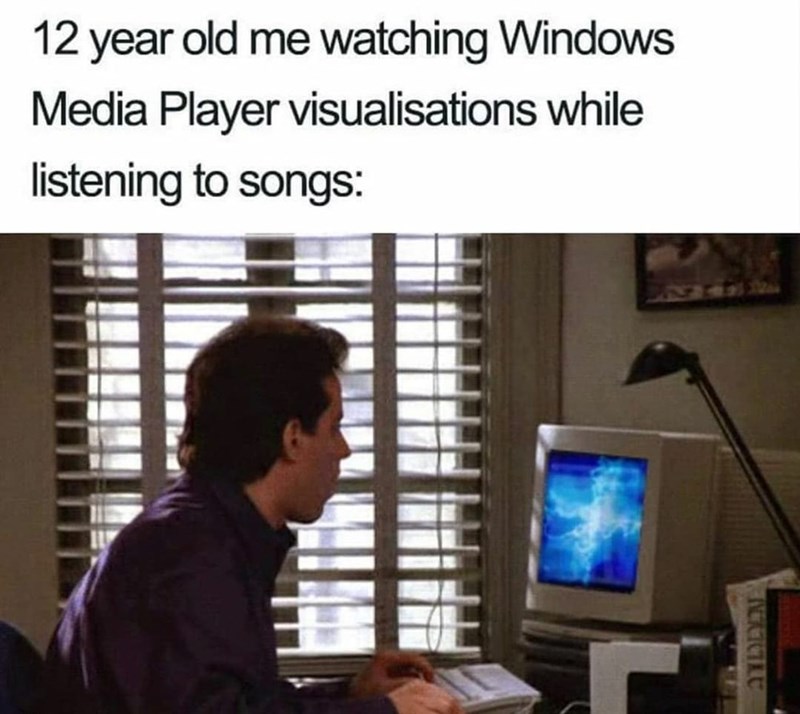 12 year old me watching Windows
Media Player visualisations while
listening to songs: